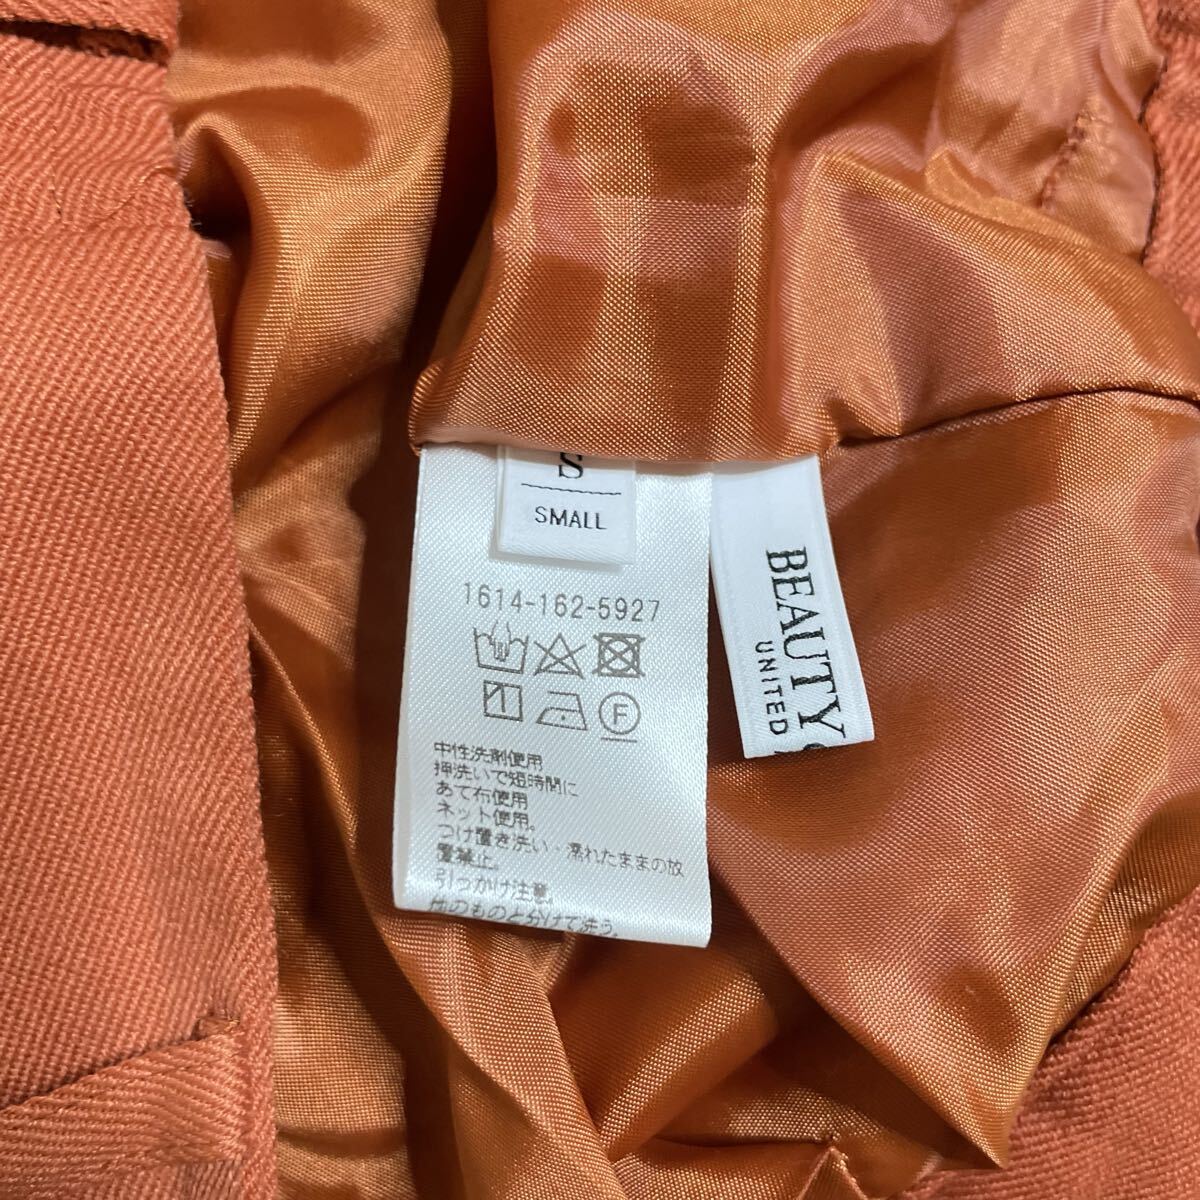 S
SMALL
1614-162-5927
F
中性洗剤使用
押洗いで短時間に
あて布使用
ネット使用。
つけ置き洗い・濡れたままの放
置禁止。
引っかけ注意。
他のものと分けて洗う。
BEAUTY
UNITED